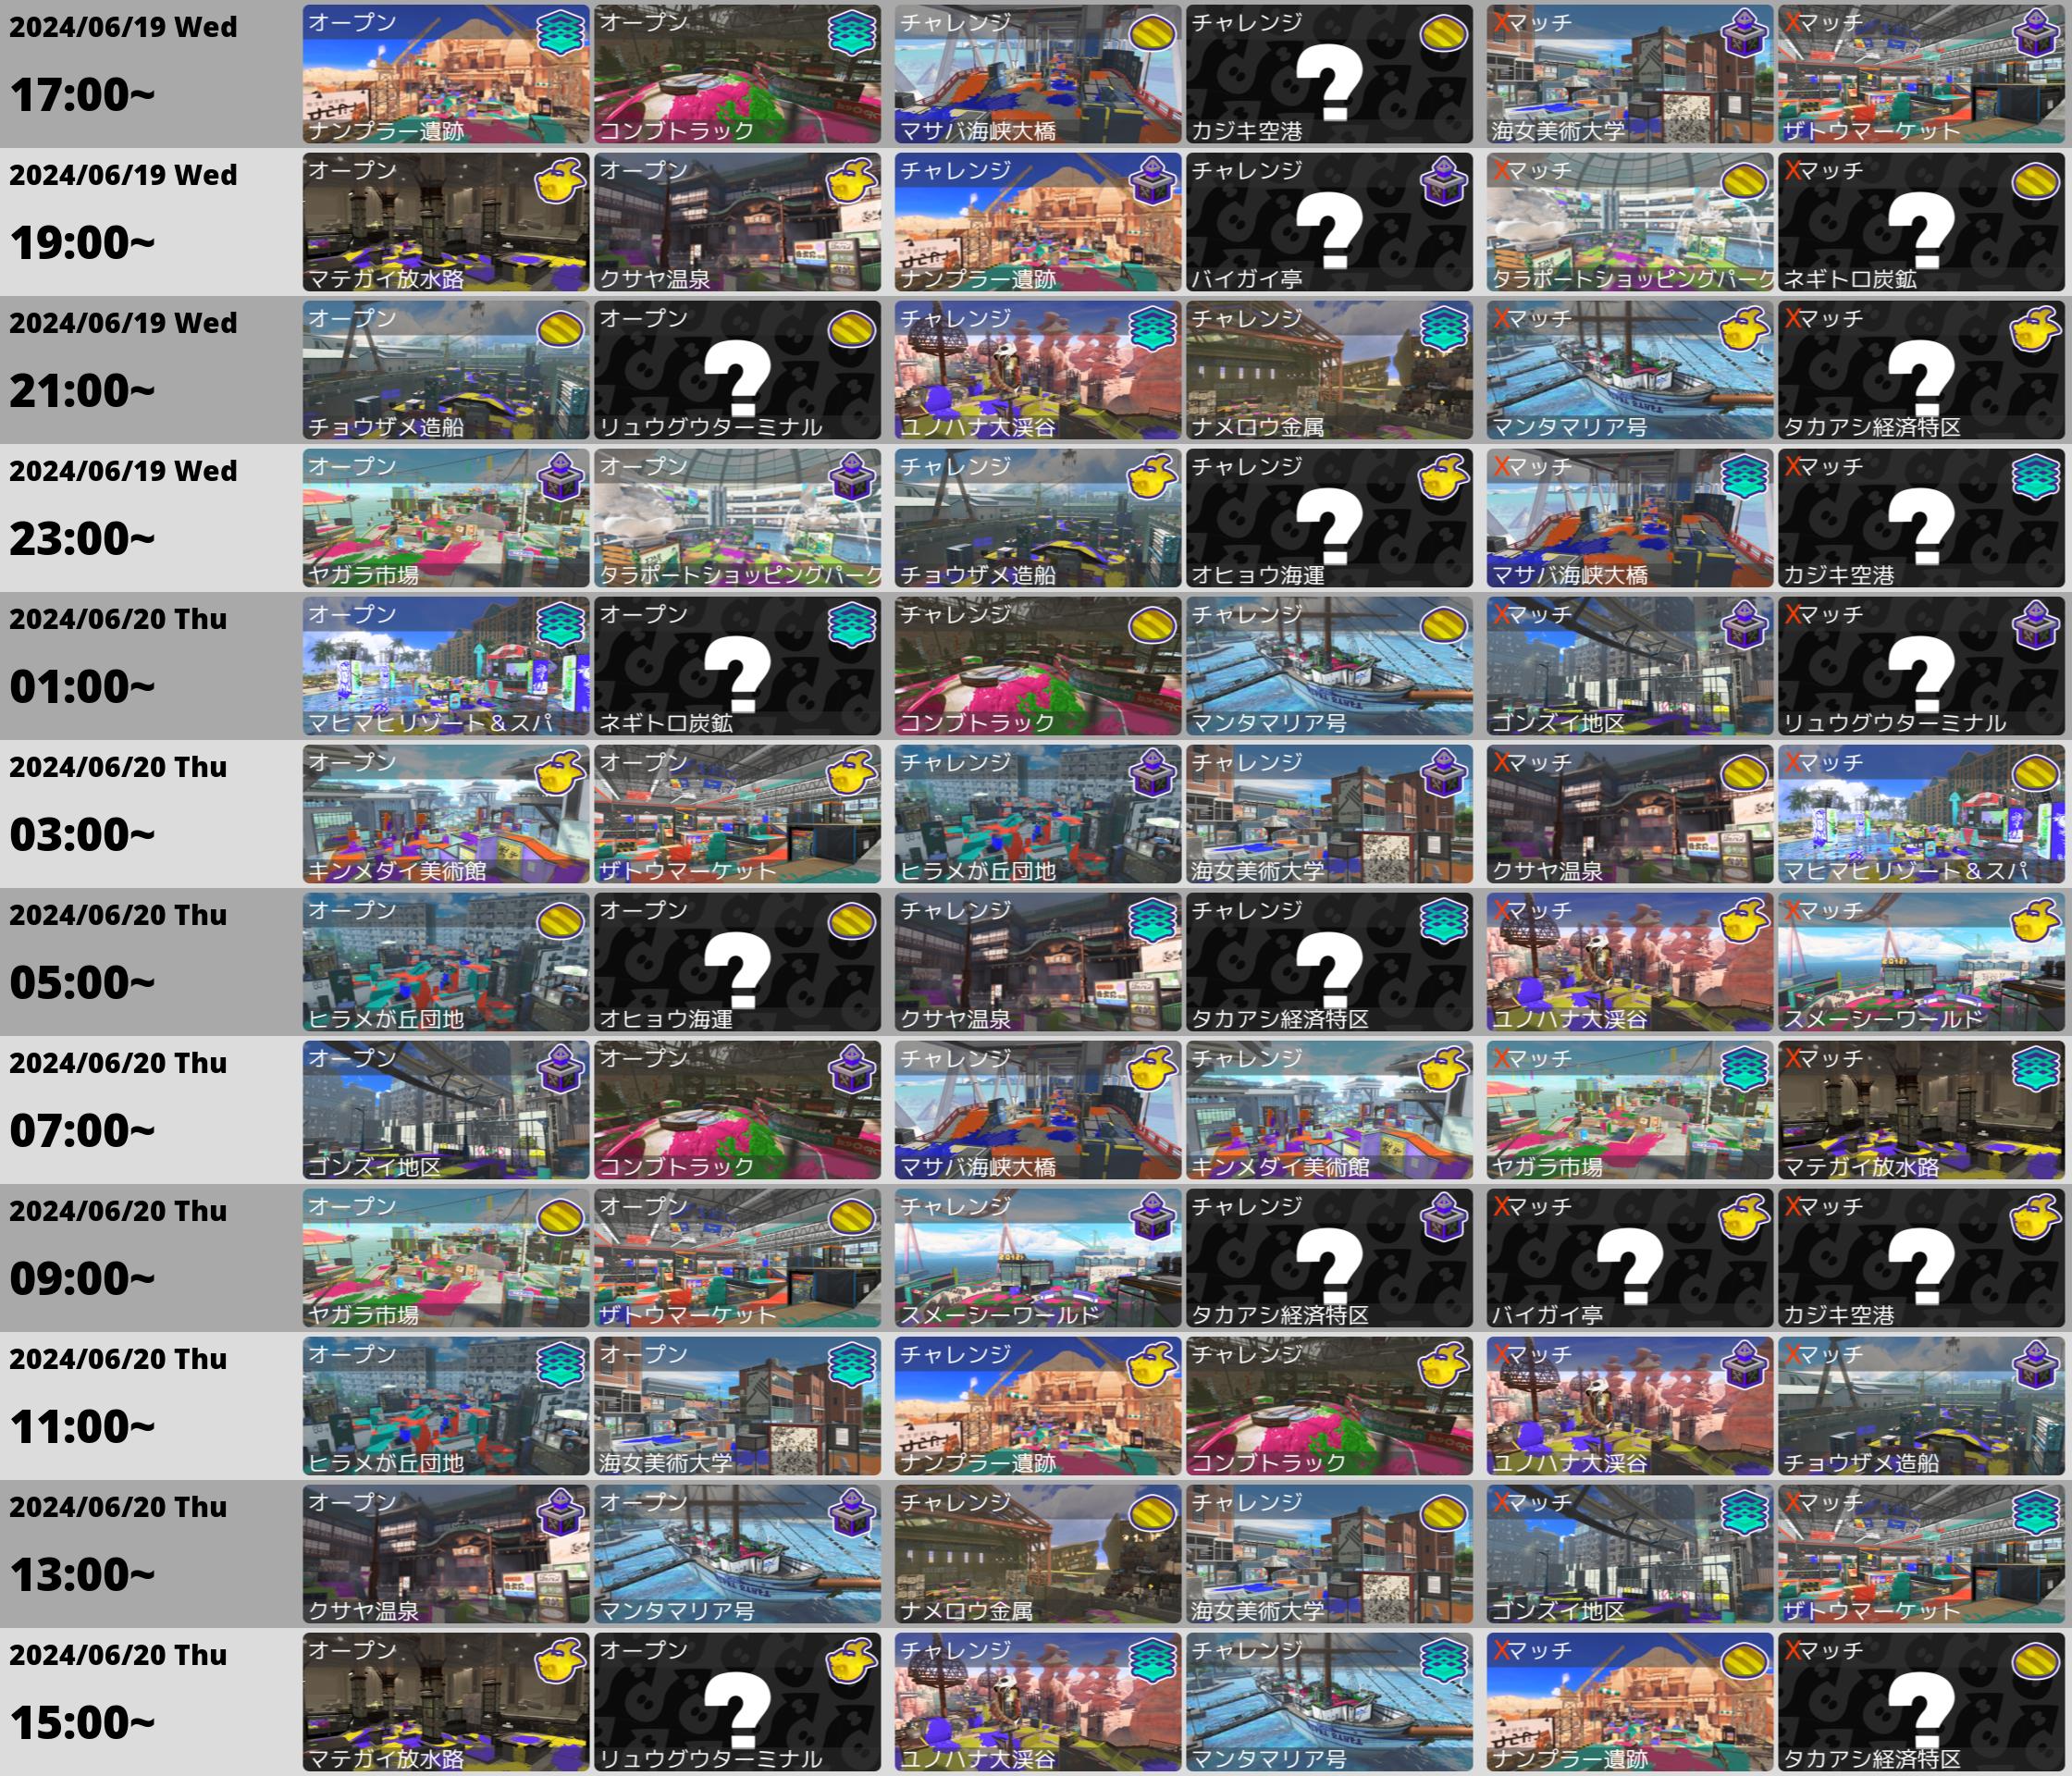 2024/06/19 Wed
17:00~
オープン
ナンプラー遺跡
オープン
コンブトラック
チャレンジ
マサバ海峡大橋
チャレンジ
?
カジキ空港
Xマッチ
海女美術大学
Xマッチ
ザトウマーケット
2024/06/19 Wed
19:00~
オープン
マテガイ放水路
オープン
クサヤ温泉
チャレンジ
ナンプラー遺跡
チャレンジ
?
バイガイ亭
Xマッチ
タラポートショッピングパーク
Xマッチ
?
ネギトロ炭鉱
2024/06/19 Wed
21:00~
オープン
チョウザメ造船
オープン
?
リュウグウターミナル
チャレンジ
ユノハナ大渓谷
チャレンジ
ナメロウ金属
Xマッチ
マンタマリア号
Xマッチ
?
タカアシ経済特区
2024/06/19 Wed
23:00~
オープン
ヤガラ市場
オープン
タラポートショッピングパーク
チャレンジ
チョウザメ造船
チャレンジ
?
オヒョウ海運
Xマッチ
マサバ海峡大橋
Xマッチ
?
カジキ空港
2024/06/20 Thu
01:00~
オープン
マヒマヒリゾート＆スパ
オープン
?
ネギトロ炭鉱
チャレンジ
コンブトラック
チャレンジ
マンタマリア号
Xマッチ
ゴンズイ地区
Xマッチ
?
リュウグウターミナル
2024/06/20 Thu
03:00~
オープン
キンメダイ美術館
オープン
ザトウマーケット
チャレンジ
ヒラメが丘団地
チャレンジ
海女美術大学
Xマッチ
クサヤ温泉
Xマッチ
マヒマヒリゾート＆スパ
2024/06/20 Thu
05:00~
オープン
ヒラメが丘団地
オープン
?
オヒョウ海運
チャレンジ
クサヤ温泉
チャレンジ
?
タカアシ経済特区
Xマッチ
ユノハナ大渓谷
Xマッチ
スメーシーワールド
2024/06/20 Thu
07:00~
オープン
ゴンズイ地区
オープン
コンブトラック
チャレンジ
マサバ海峡大橋
チャレンジ
キンメダイ美術館
Xマッチ
ヤガラ市場
Xマッチ
マテガイ放水路
2024/06/20 Thu
09:00~
オープン
ヤガラ市場
オープン
ザトウマーケット
チャレンジ
スメーシーワールド
チャレンジ
?
タカアシ経済特区
Xマッチ
?
バイガイ亭
Xマッチ
?
カジキ空港
2024/06/20 Thu
11:00~
オープン
ヒラメが丘団地
オープン
海女美術大学
チャレンジ
ナンプラー遺跡
チャレンジ
コンブトラック
Xマッチ
ユノハナ大渓谷
Xマッチ
チョウザメ造船
2024/06/20 Thu
13:00~
オープン
クサヤ温泉
オープン
マンタマリア号
チャレンジ
ナメロウ金属
チャレンジ
海女美術大学
Xマッチ
ゴンズイ地区
Xマッチ
ザトウマーケット
2024/06/20 Thu
15:00~
オープン
マテガイ放水路
オープン
?
リュウグウターミナル
チャレンジ
ユノハナ大渓谷
チャレンジ
マンタマリア号
Xマッチ
ナンプラー遺跡
Xマッチ
?
タカアシ経済特区